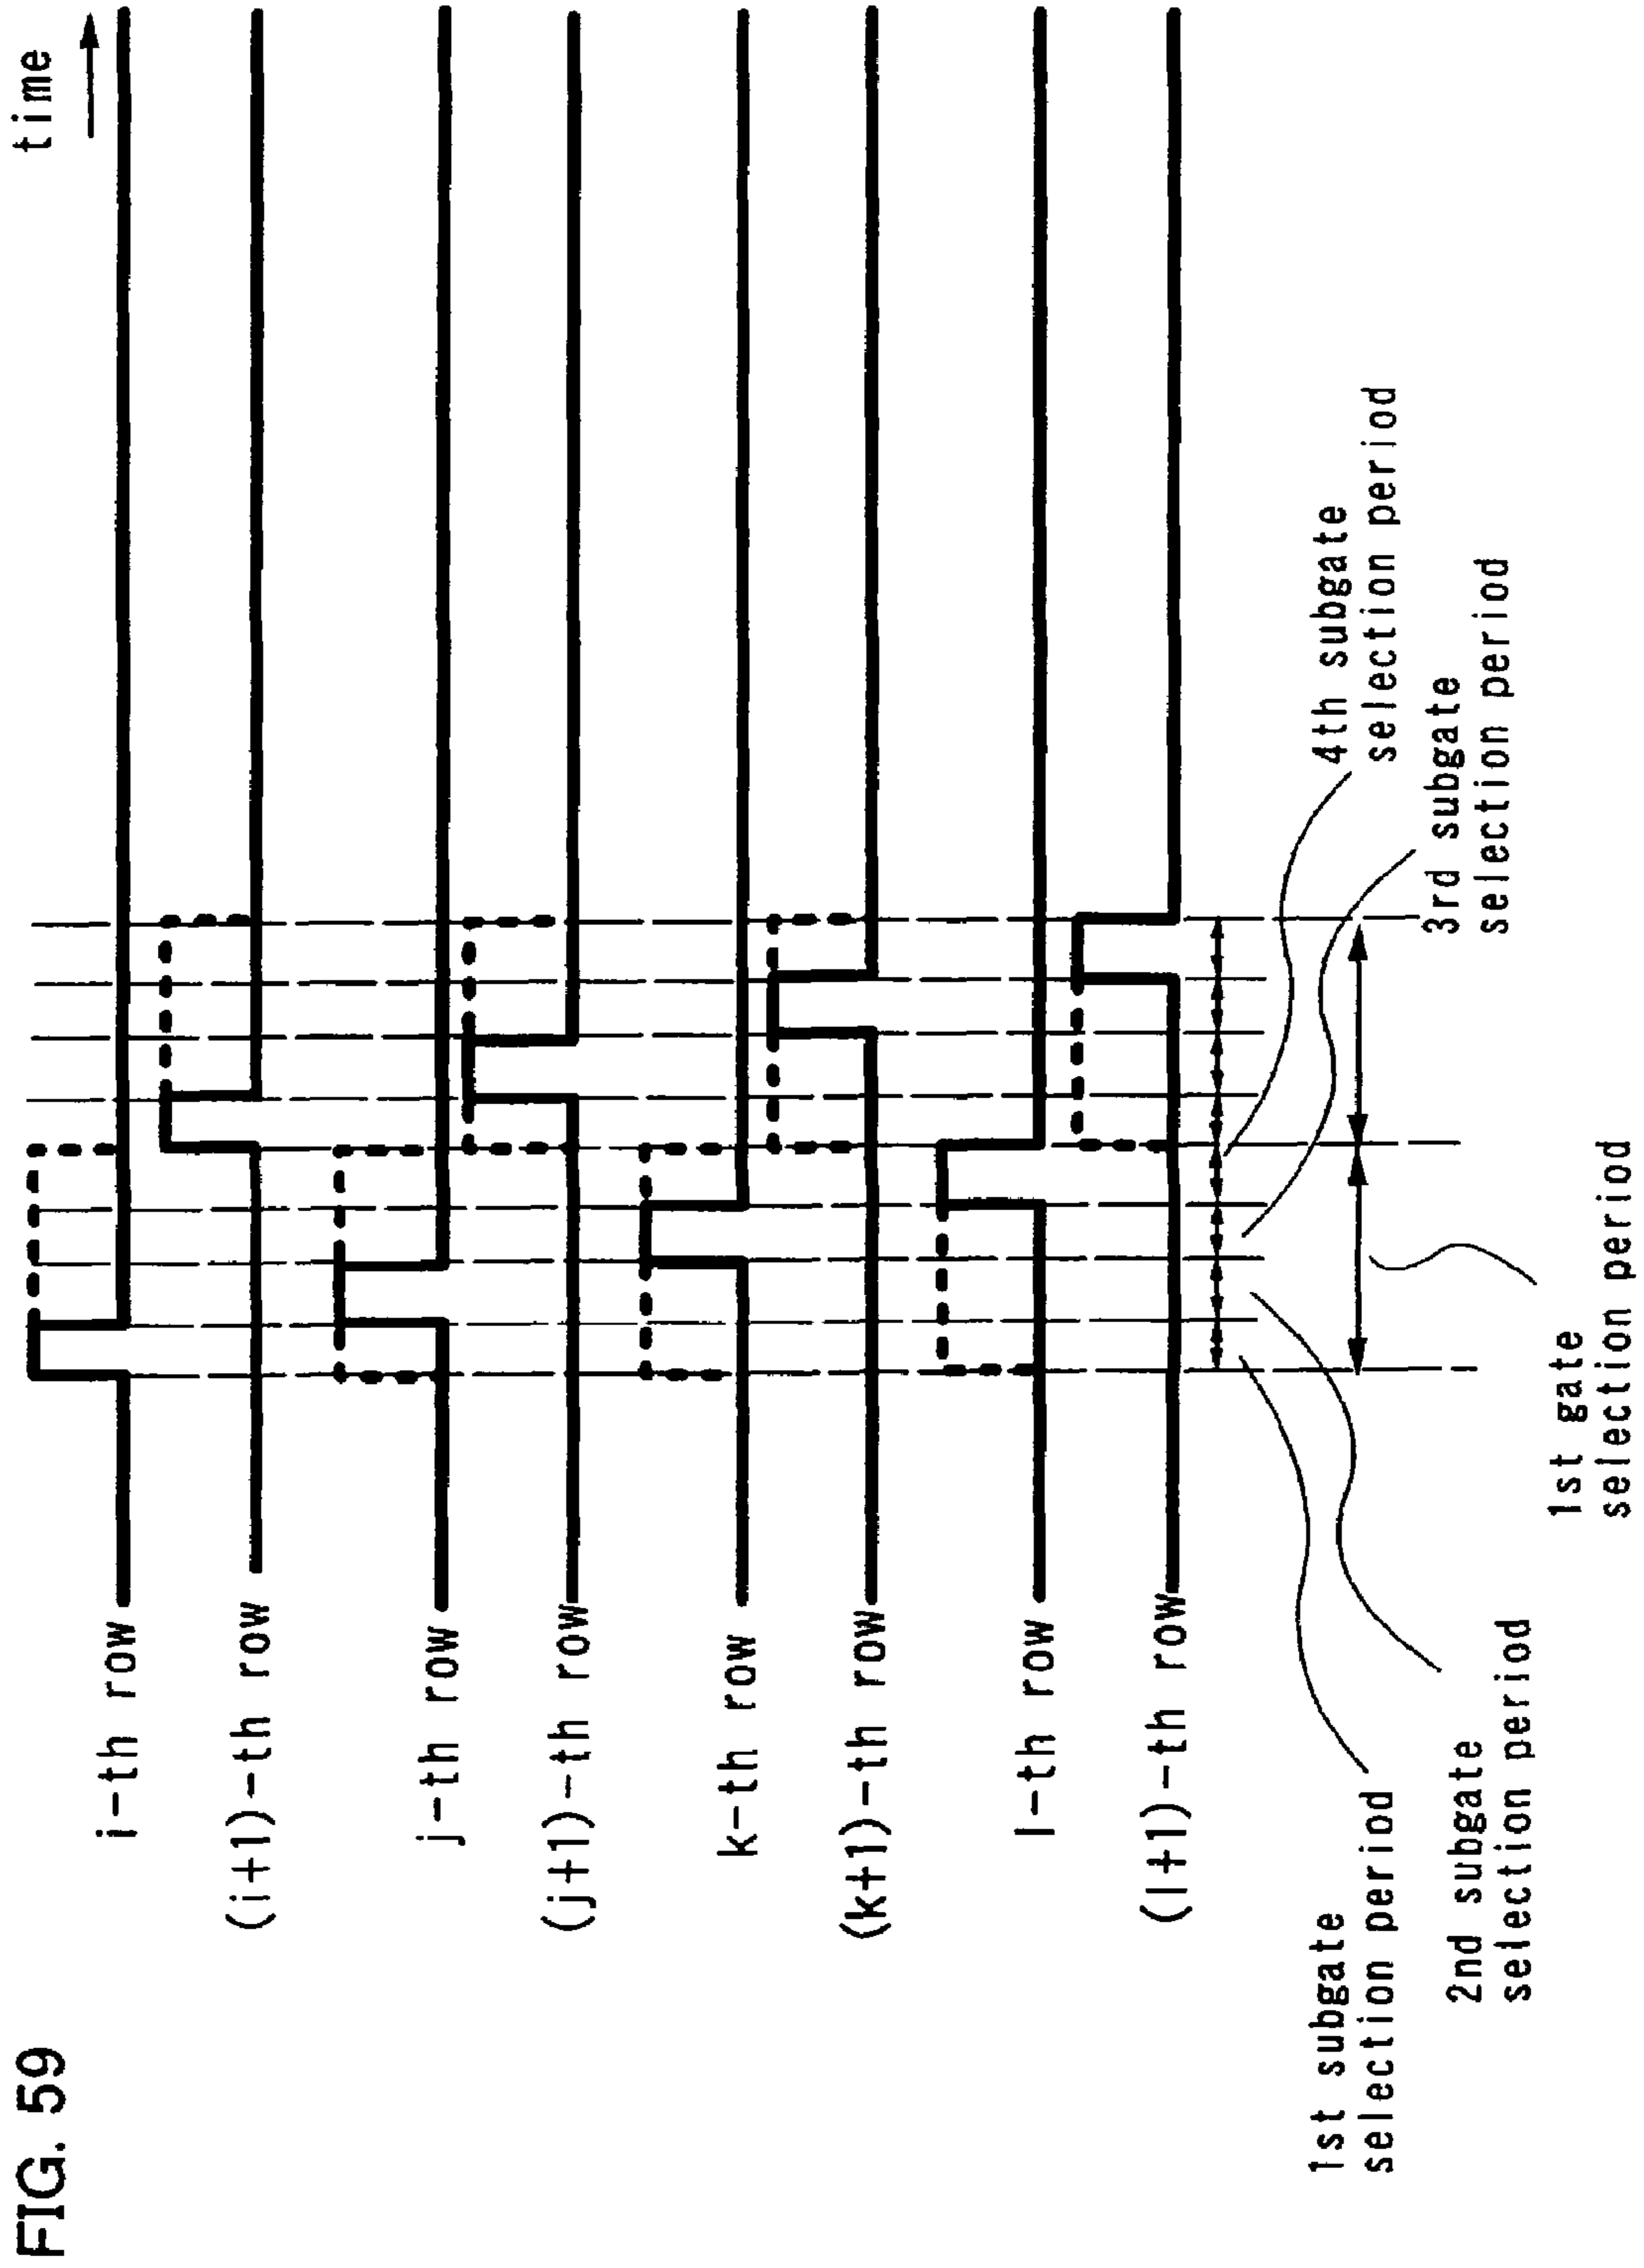 FIG. 59
time
i-th row
(i+1)-th row
j-th row
(j+1)-th row
k-th row
(k+1)-th row
l-th row
(l+1)-th row
1st subgate
selection period
2nd subgate
selection period
1st gate
selection period
4th subgate
selection period
3rd subgate
selection period